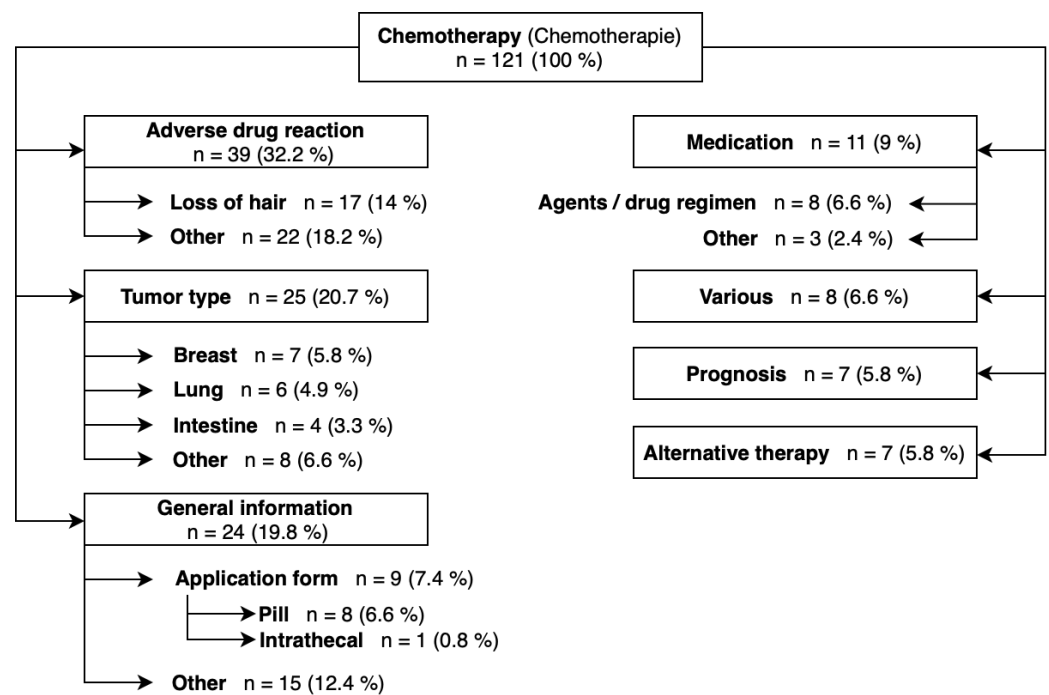 Chemotherapy (Chemotherapie)
n = 121 (100 %)
Adverse drug reaction
n = 39 (32.2 %)
Loss of hair n = 17 (14 %)
Other n = 22 (18.2 %)
Tumor type n = 25 (20.7 %)
Breast n = 7 (5.8 %)
Lung n = 6 (4.9 %)
Intestine n = 4 (3.3 %)
Other n = 8 (6.6 %)
General information
n = 24 (19.8 %)
Application form n = 9 (7.4 %)
Pill n = 8 (6.6 %)
Intrathecal n = 1 (0.8 %)
Other n = 15 (12.4 %)
Medication n = 11 (9 %)
Agents / drug regimen n = 8 (6.6 %)
Other n = 3 (2.4 %)
Various n = 8 (6.6 %)
Prognosis n = 7 (5.8 %)
Alternative therapy n = 7 (5.8 %)